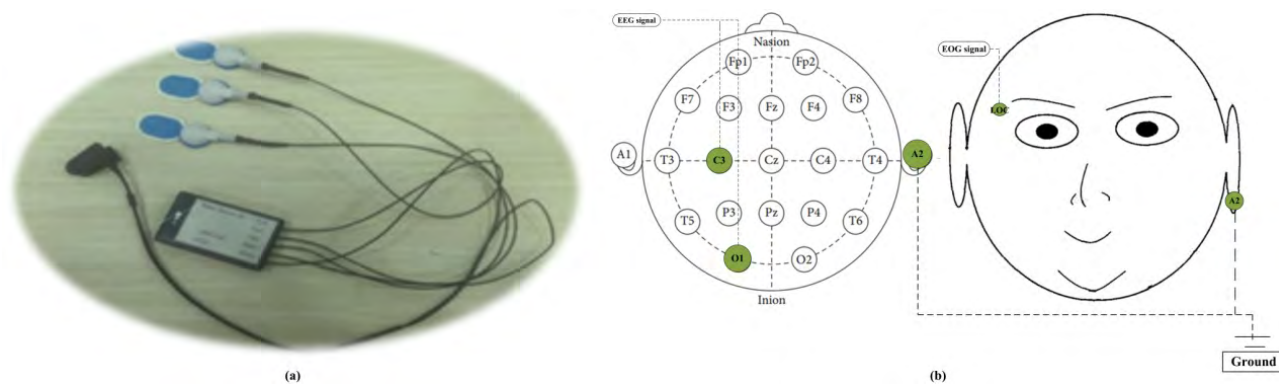 EEG signal
Nasion
Fp1 Fp2
F7 F3 Fz F4 F8
A1 T3 C3 Cz C4 T4 A2
T5 P3 Pz P4 T6
O1 O2
Inion
EOG signal
LOC
A2
Ground
(a) (b)